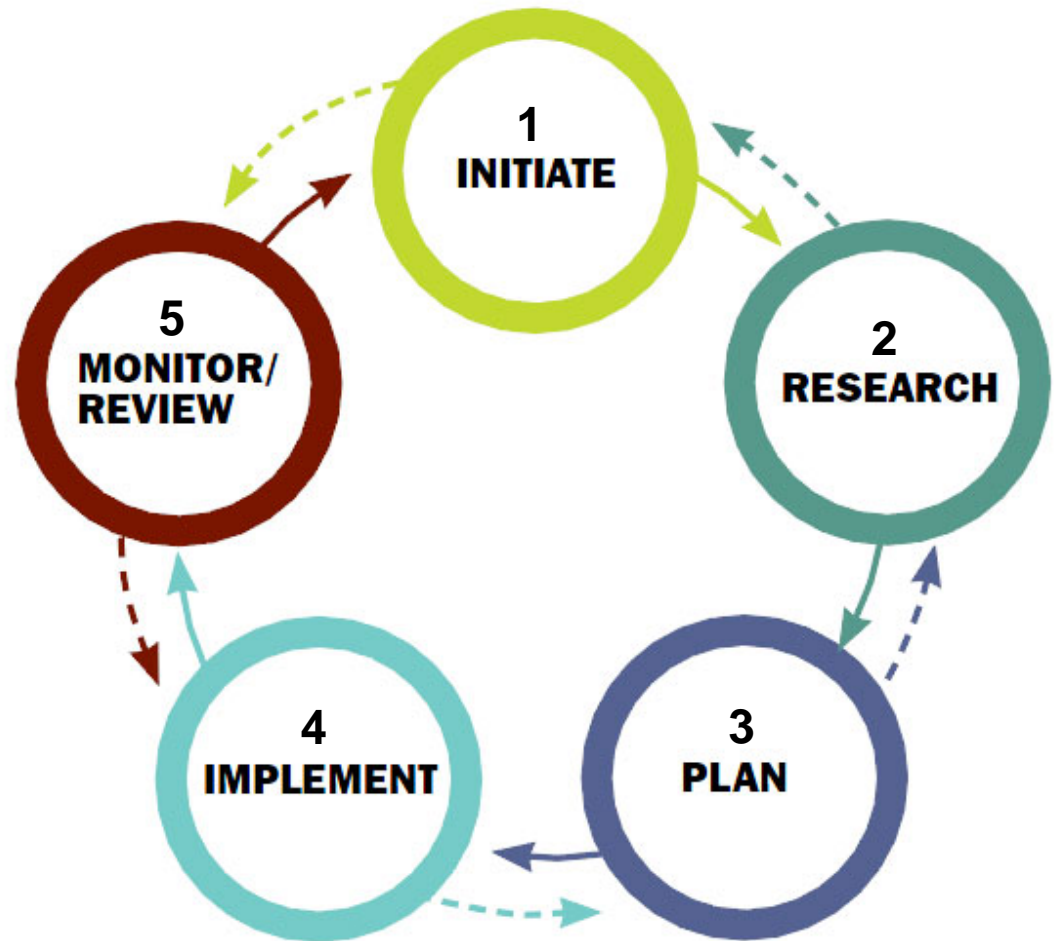 1
INITIATE
2
RESEARCH
3
PLAN
4
IMPLEMENT
5
MONITOR/
REVIEW